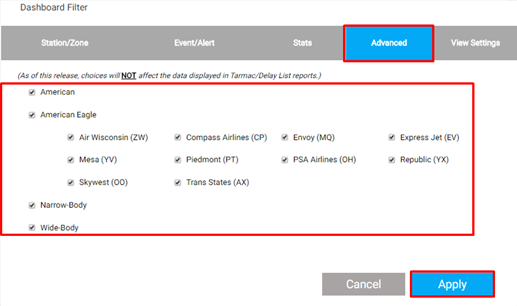 Dashboard Filter
Station/Zone Event/Alert Stats Advanced View Settings
(As of this release, choices will NOT affect the data displayed in Tarmac/Delay List reports.)
American
American Eagle
Air Wisconsin (ZW) Compass Airlines (CP) Envoy (MQ) Express Jet (EV)
Mesa (YV) Piedmont (PT) PSA Airlines (OH) Republic (YX)
Skywest (OO) Trans States (AX)
Narrow-Body
Wide-Body
Cancel Apply